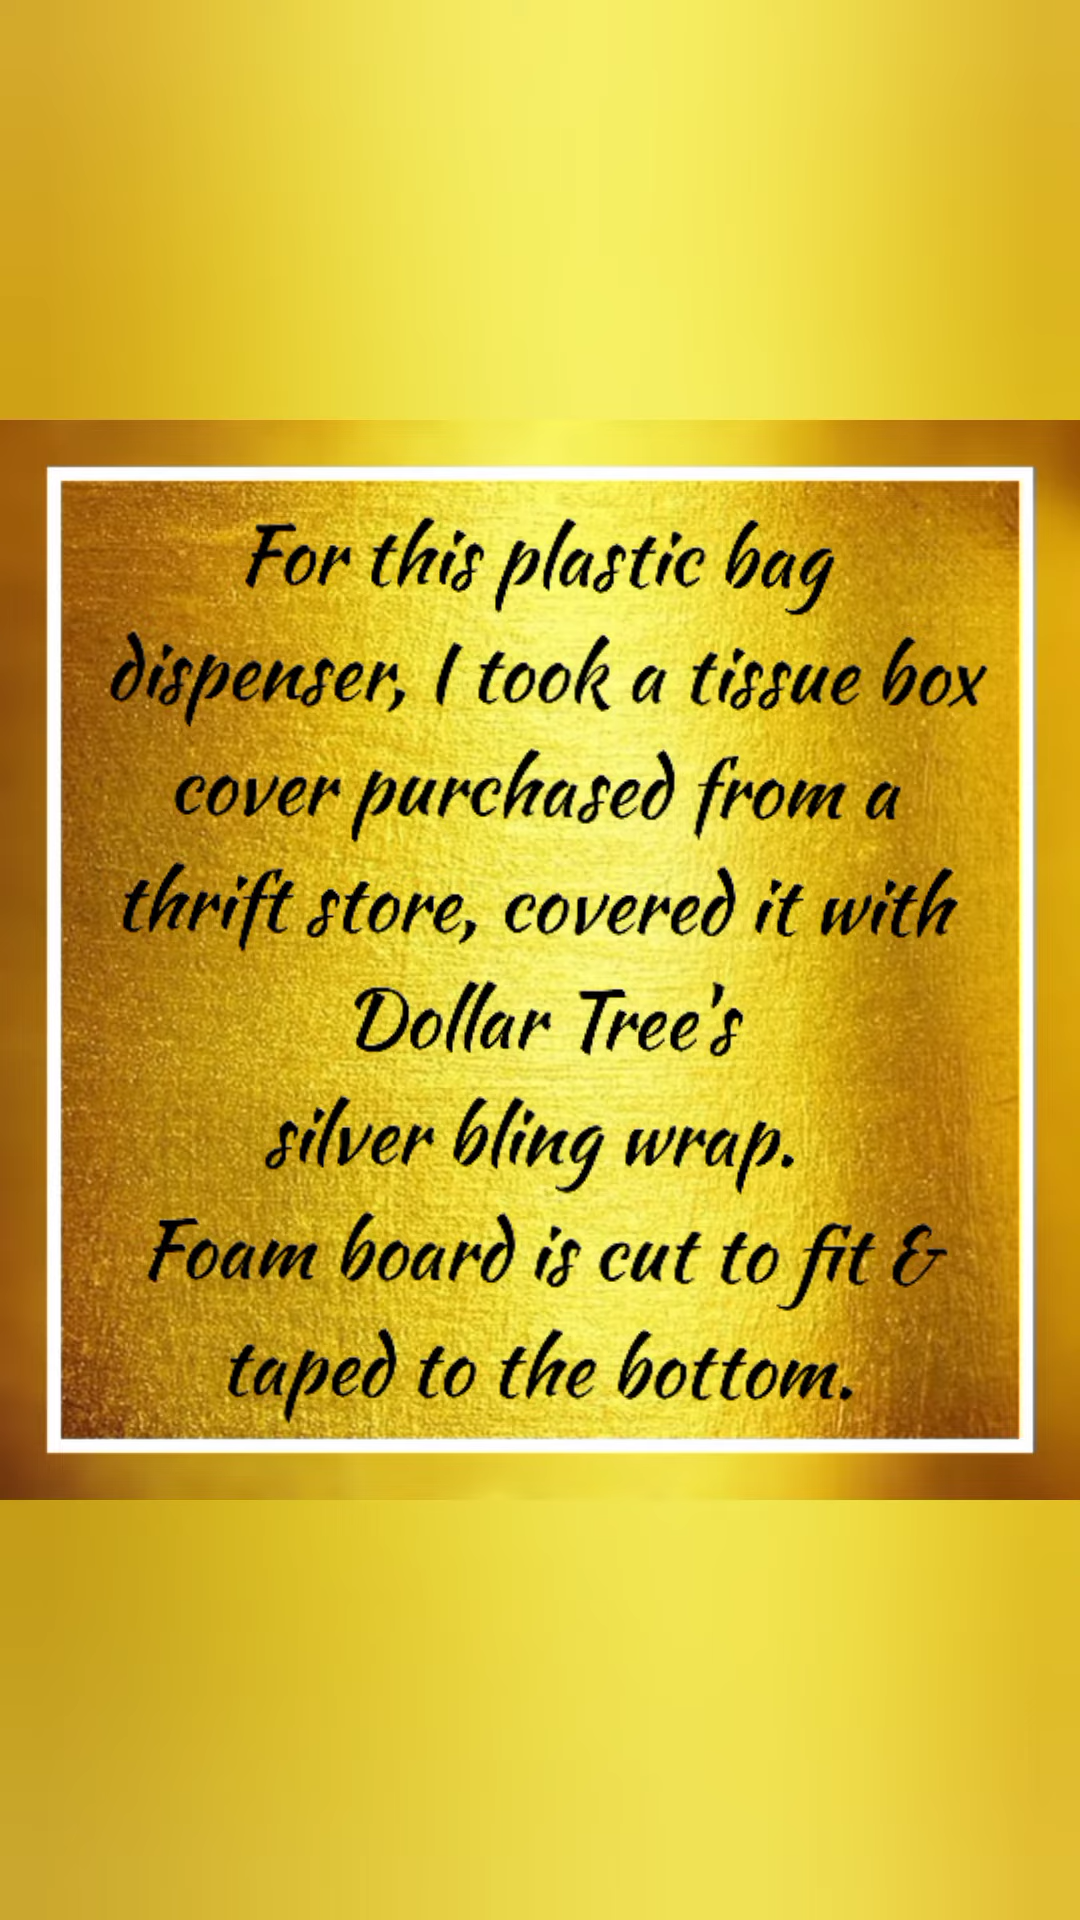 For this plastic bag
dispenser, I took a tissue box
cover purchased from a
thrift store, covered it with
Dollar Tree's
silver bling wrap.
Foam board is cut to fit &
taped to the bottom.